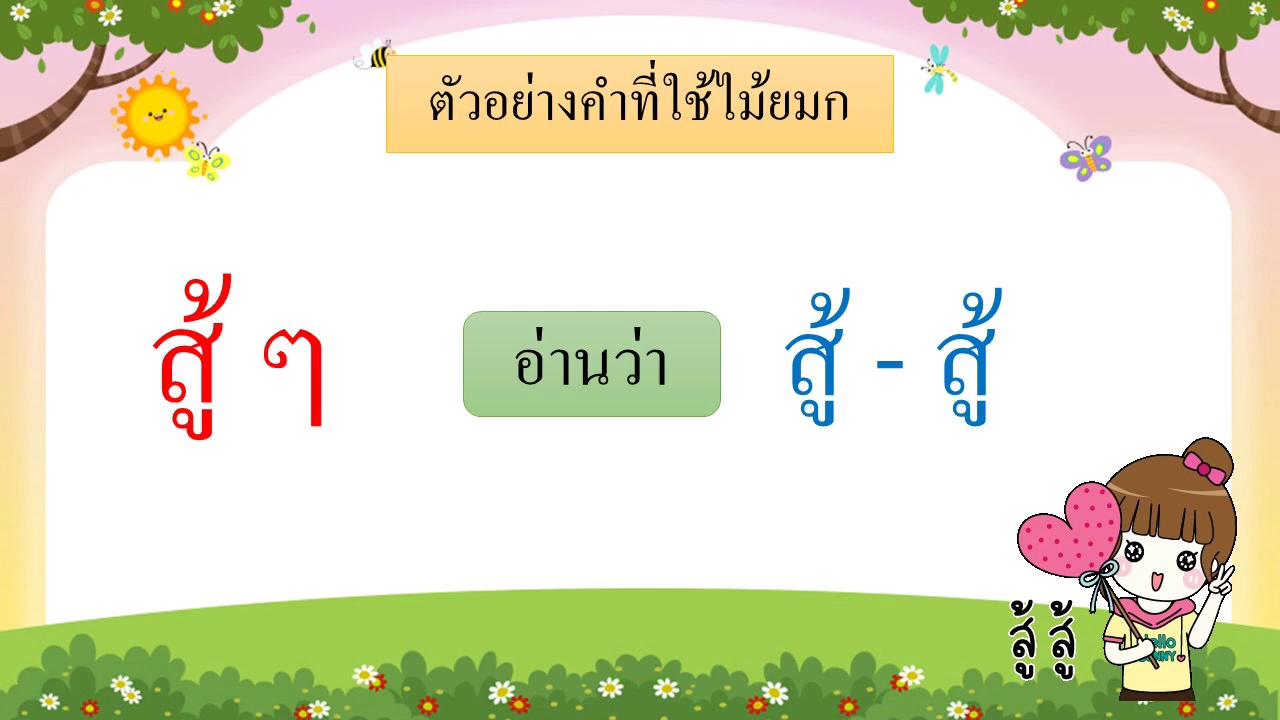 ตัวอย่างคำที่ใช้ไม้ยมก
สู้ ๆ อ่านว่า สู้ - สู้
สู้ สู้
Hello